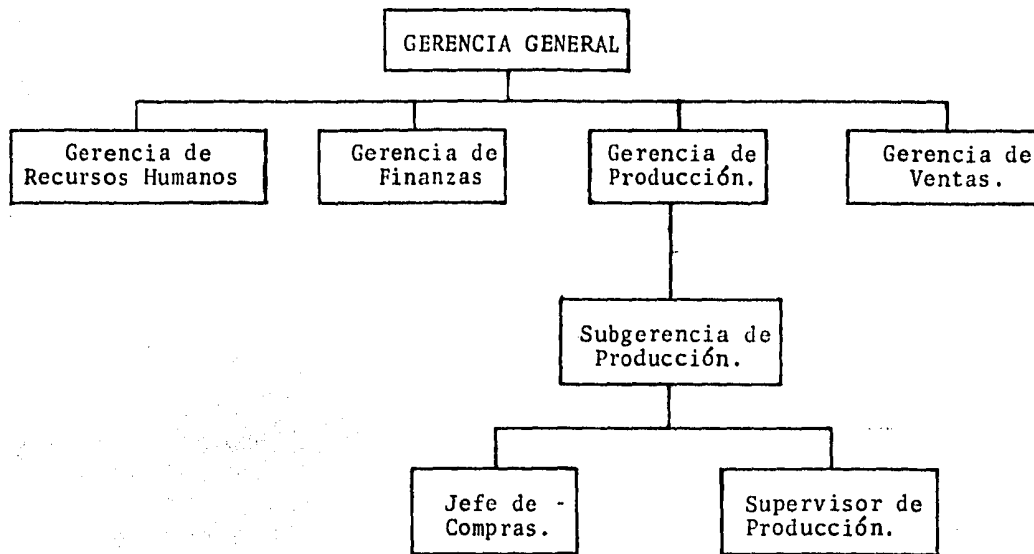 GERENCIA GENERAL
Gerencia de
Recursos Humanos
Gerencia de
Finanzas
Gerencia de
Producción.
Gerencia de
Ventas.
Subgerencia de
Producción.
Jefe de -
Compras.
Supervisor de
Producción.